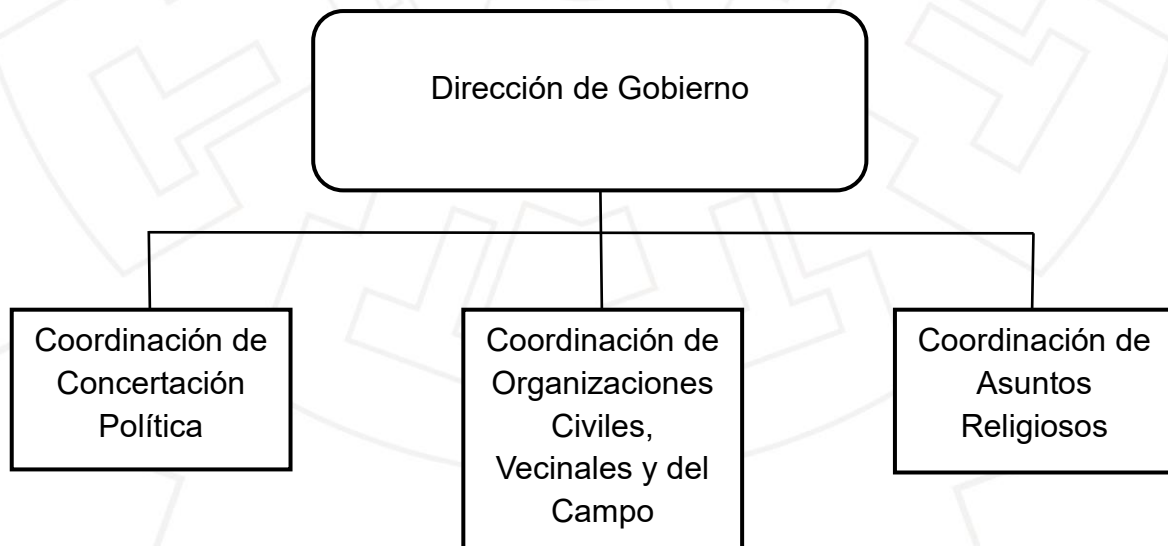 Dirección de Gobierno
Coordinación de
Concertación
Política
Coordinación de
Organizaciones
Civiles,
Vecinales y del
Campo
Coordinación de
Asuntos
Religiosos